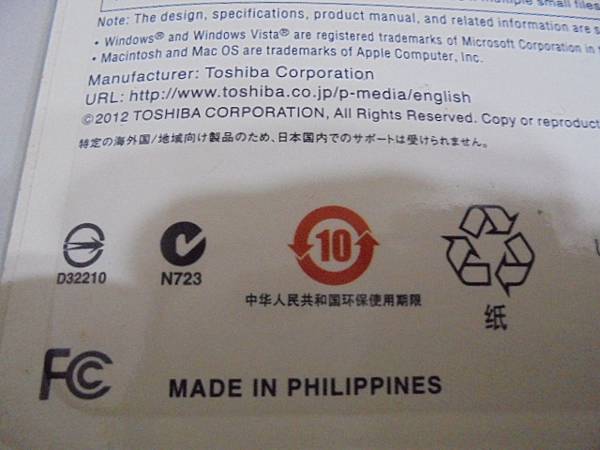 multiple small files
Note: The design, specifications, product manual, and related information are s
• Windows® and Windows Vista® are registered trademarks of Microsoft Corporation in t
• Macintosh and Mac OS are trademarks of Apple Computer, Inc.
Manufacturer: Toshiba Corporation
URL: http://www.toshiba.co.jp/p-media/english
©2012 TOSHIBA CORPORATION, All Rights Reserved. Copy or reproduct
特定の海外国/地域向け製品のため、日本国内でのサポートは受けられません。
10
D32210
N723
中华人民共和国环保使用期限
纸
FC
MADE IN PHILIPPINES